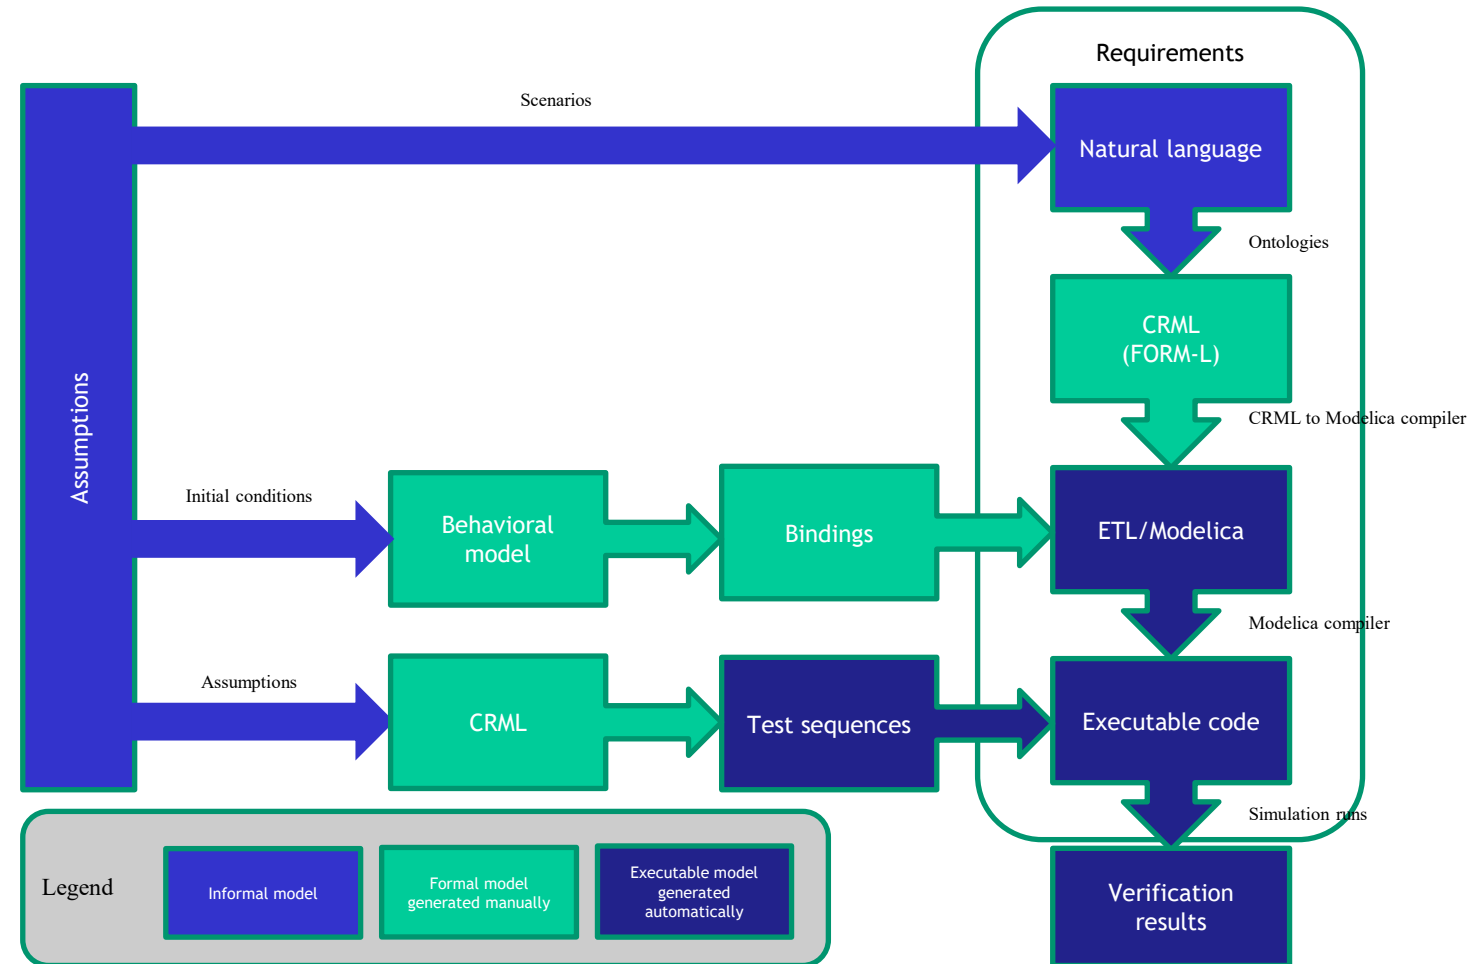 Requirements
Scenarios
Natural language
Ontologies
CRML
(FORM-L)
CRML to Modelica compiler
Assumptions
Initial conditions
Behavioral
model
Bindings
ETL/Modelica
Modelica compiler
Assumptions
CRML
Test sequences
Executable code
Simulation runs
Legend
Informal model
Formal model
generated manually
Executable model
generated
automatically
Verification
results